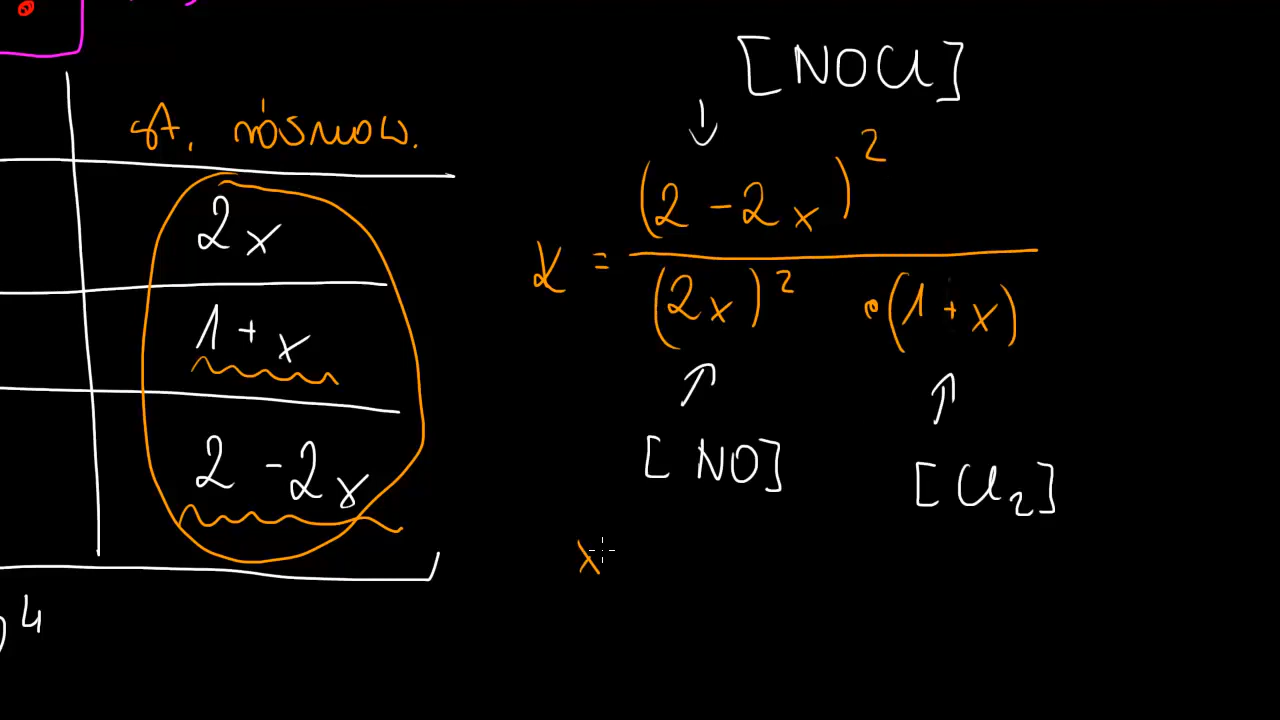 [NOCl]
↓
st. równow.
2x
1 + x
2 - 2x
K = (2 - 2x)² / (2x)² • (1 + x)
[NO]
[Cl₂]
x
)4